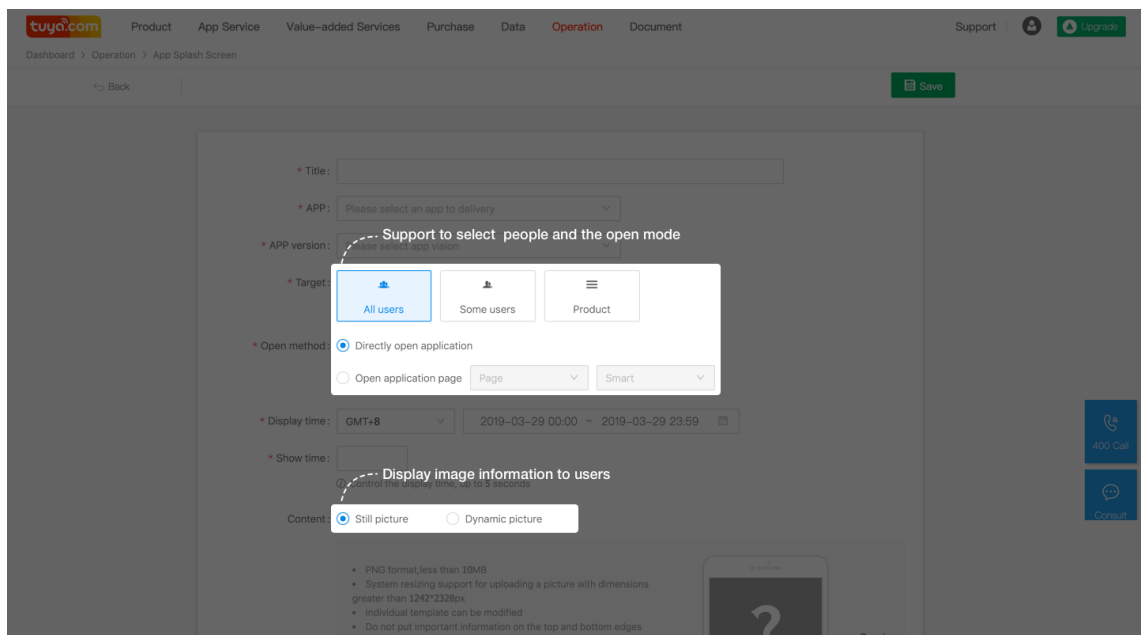 tuya.com Product App Service Value-added Services Purchase Data Operation Document Support Upgrade
Dashboard > Operation > App Splash Screen
Back Save
* Title:
* APP: Please select an app to delivery
Support to select people and the open mode
* APP version: Please select app vision
* Target:
All users Some users Product
* Open method: Directly open application
Open application page Page Smart
* Display time: GMT+8 2019-03-29 00:00 ~ 2019-03-29 23:59
400 Call
* Show time:
Display image information to users
Control the display time, up to 5 seconds
Consult
Content: Still picture Dynamic picture
• PNG format,less than 10MB
• System resizing support for uploading a picture with dimensions
greater than 1242*2328px
• Individual template can be modified
• Do not put important information on the top and bottom edges
?